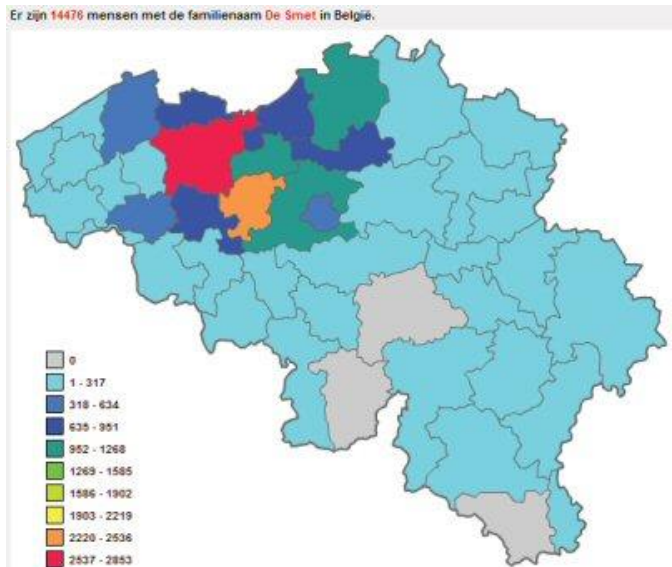 Er zijn 14476 mensen met de familienaam De Smet in België.
0
1 - 317
318 - 634
635 - 951
952 - 1268
1269 - 1585
1586 - 1902
1903 - 2219
2220 - 2536
2537 - 2853